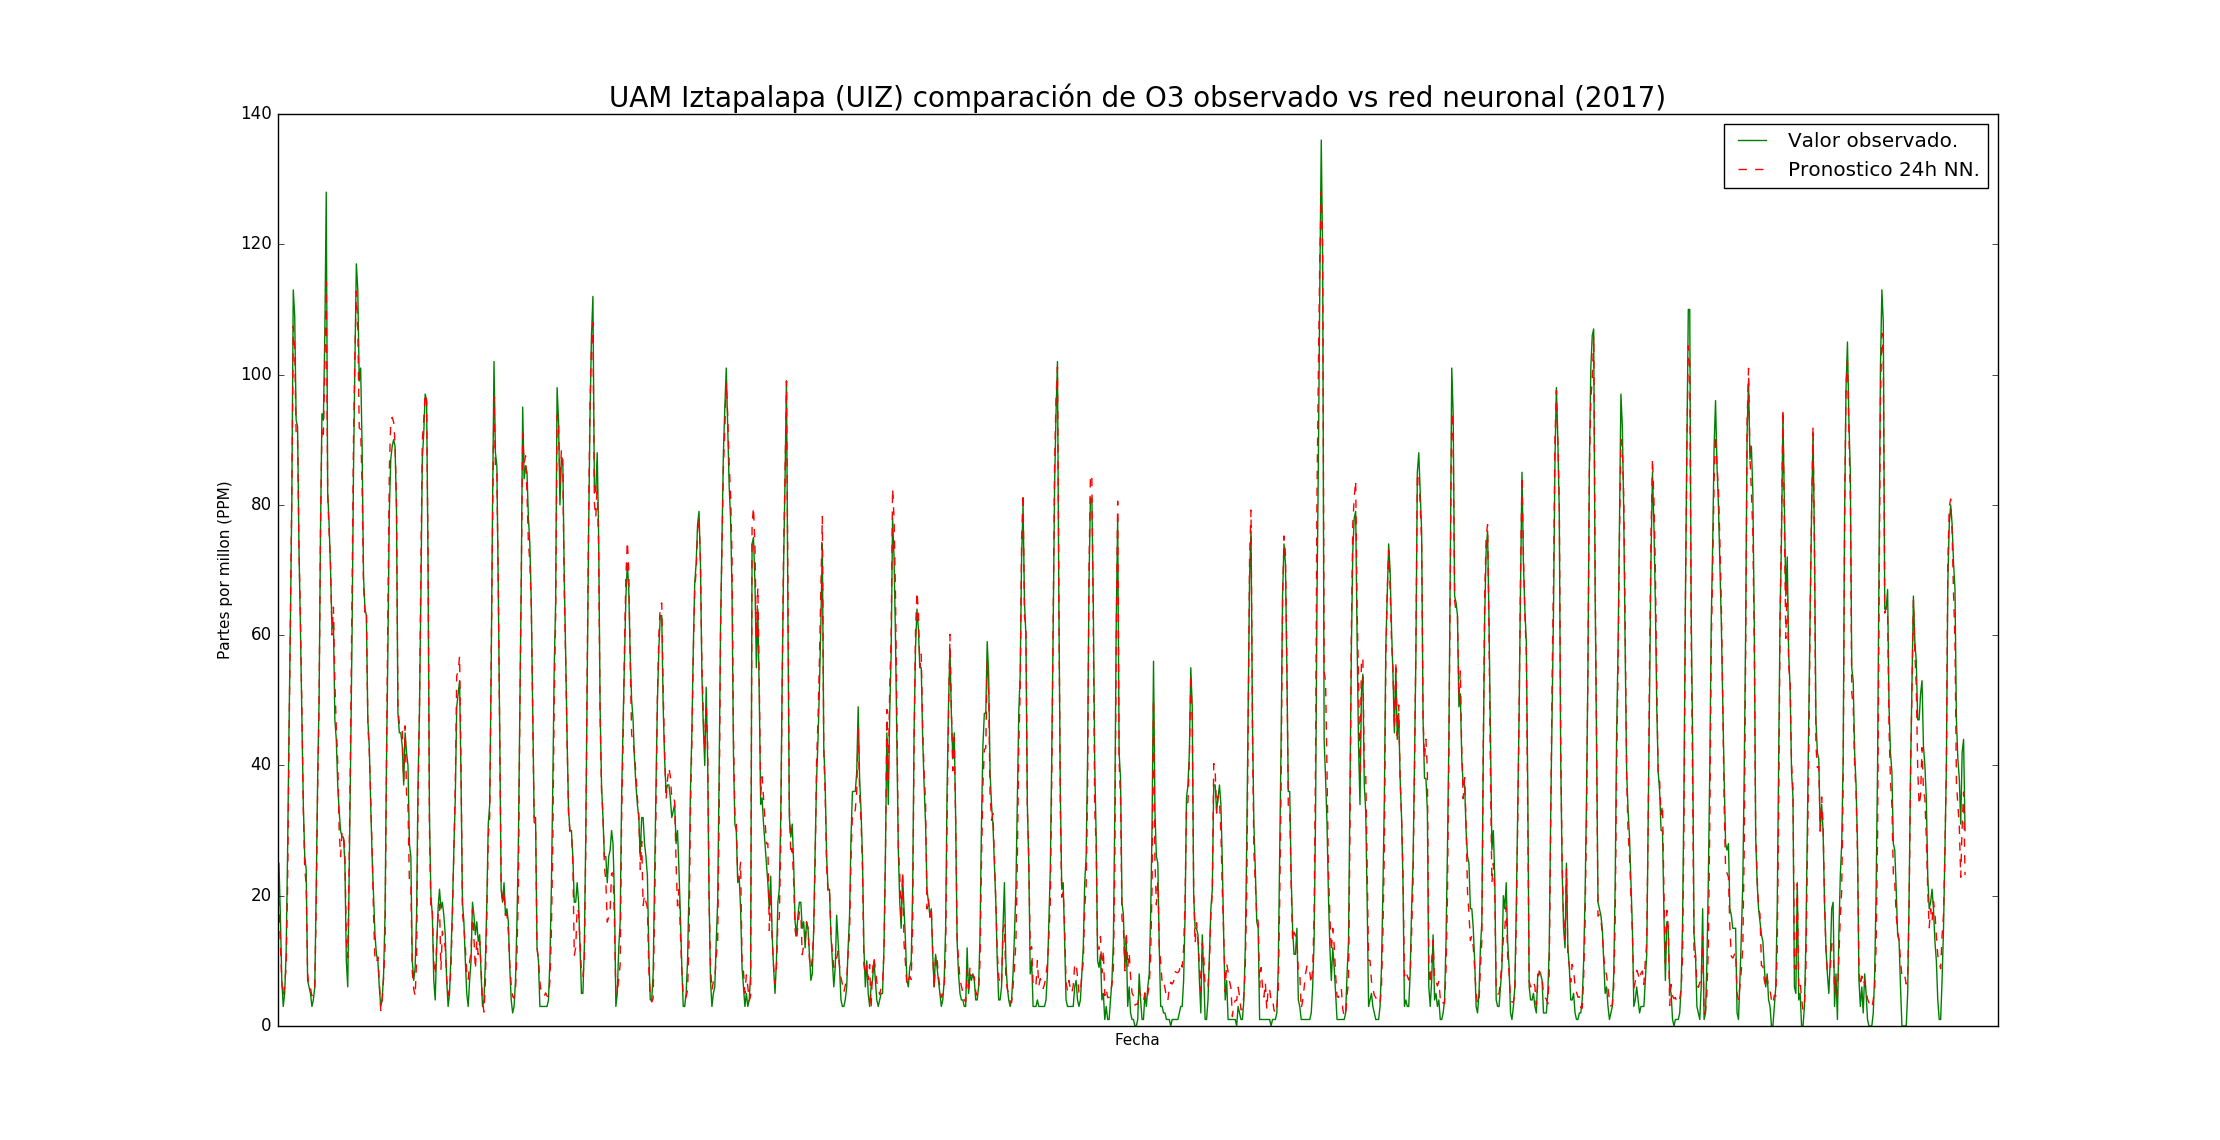 UAM Iztapalapa (UIZ) comparación de O3 observado vs red neuronal (2017)
140
120
100
80
60
40
20
0
Partes por millon (PPM)
Valor observado.
Pronostico 24h NN.
Fecha